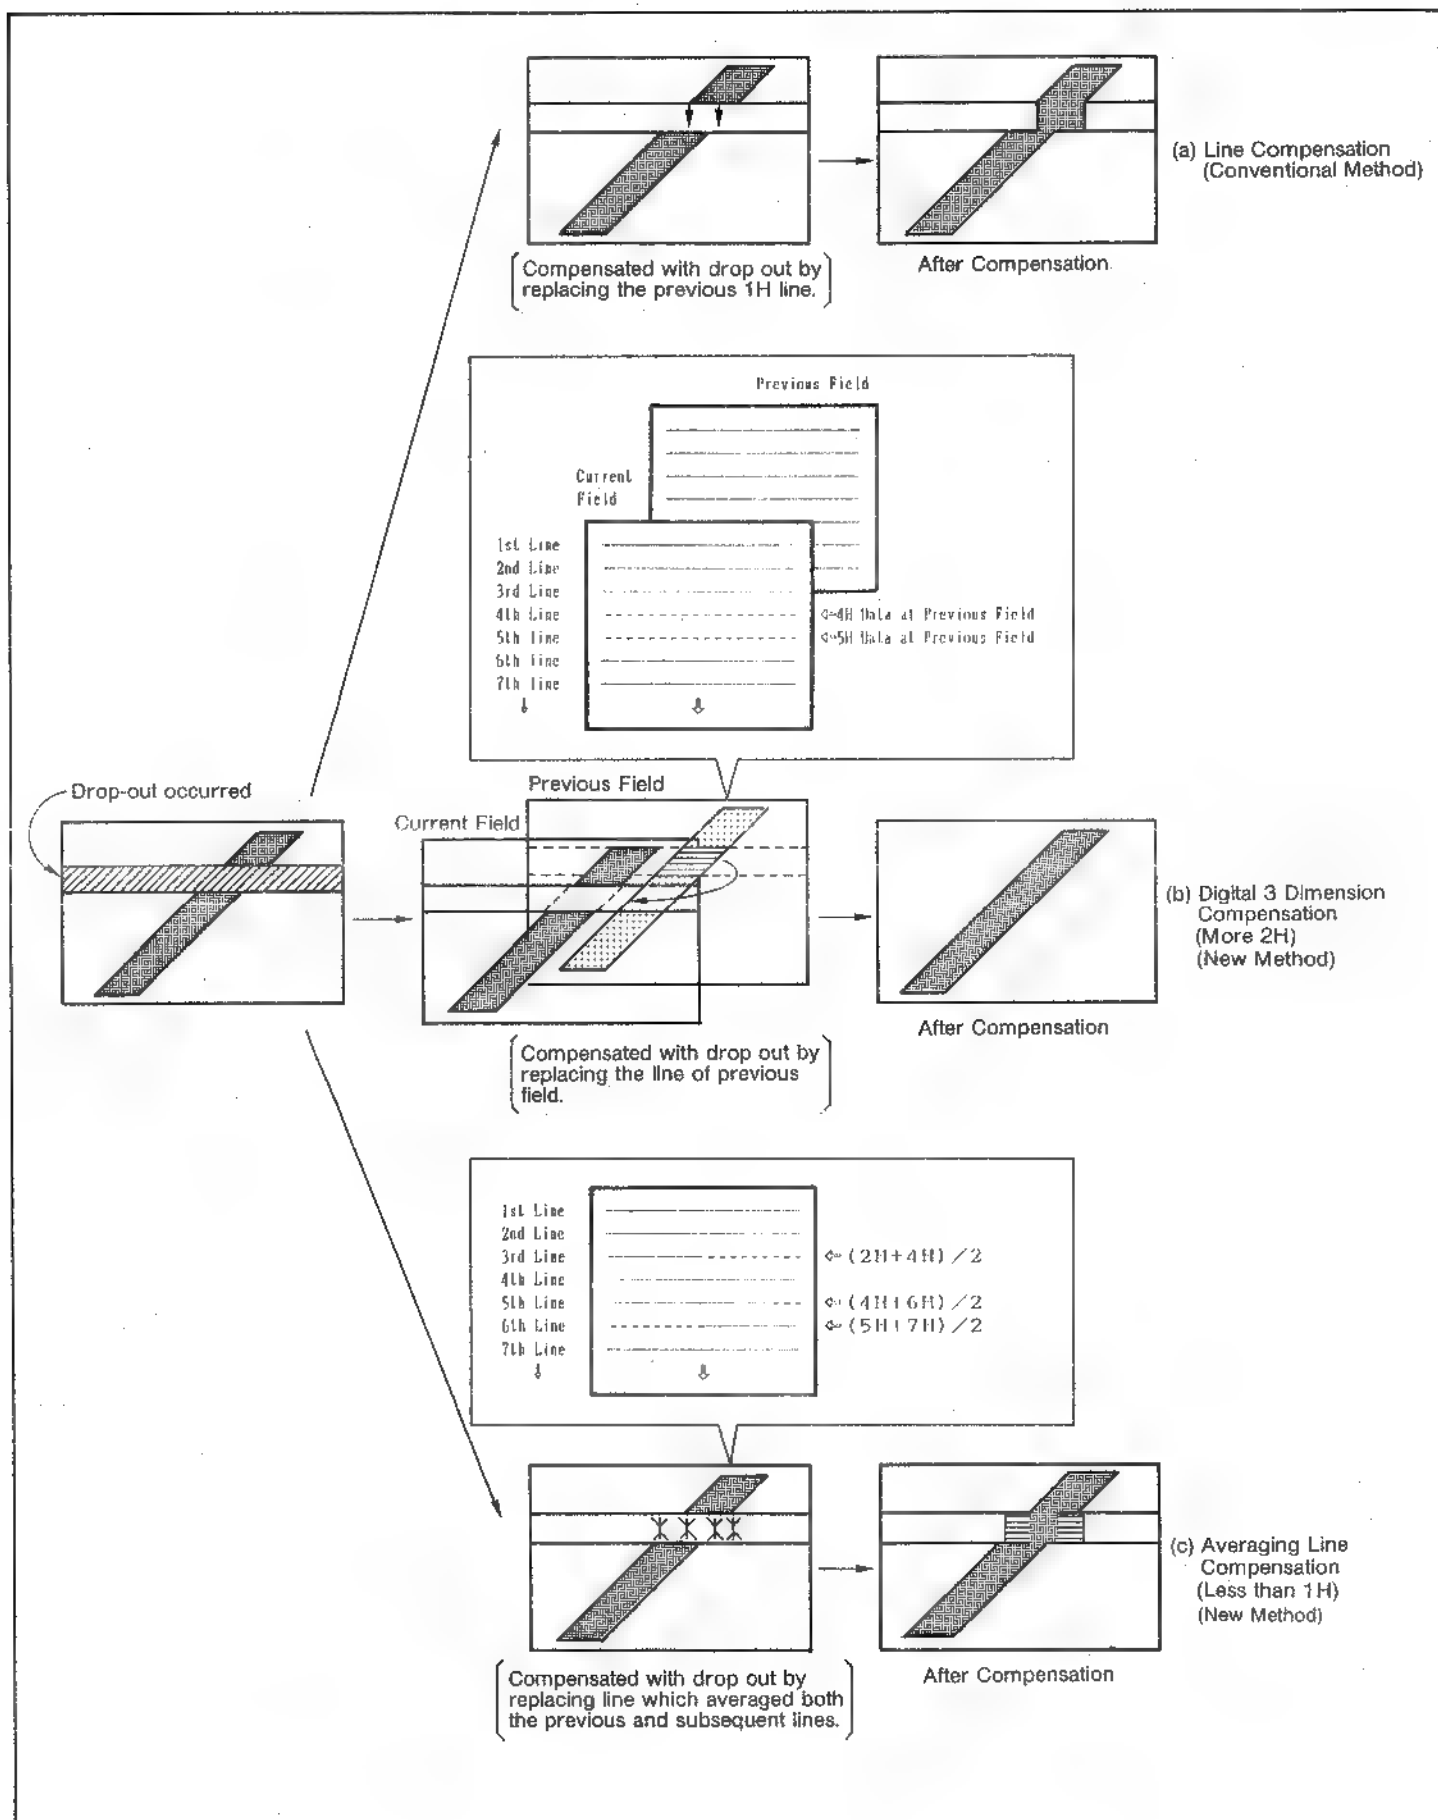 (a) Line Compensation
(Conventional Method)
Compensated with drop out by
replacing the previous 1H line.
After Compensation
Previous Field
Current
Field
1st Line
2nd Line
3rd Line
4th Line
5th line
6th line
7th line
⇦4H Data at Previous Field
⇦5H Data at Previous Field
Drop-out occurred
Previous Field
Current Field
(b) Digital 3 Dimension
Compensation
(More 2H)
(New Method)
After Compensation
Compensated with drop out by
replacing the line of previous
field.
1st Line
2nd Line
3rd Line
4th Line
5th Line
6th Line
7th Line
⇦(2H+4H)/2
⇦(4H+6H)/2
⇦(5H+7H)/2
(c) Averaging Line
Compensation
(Less than 1H)
(New Method)
Compensated with drop out by
replacing line which averaged both
the previous and subsequent lines.
After Compensation